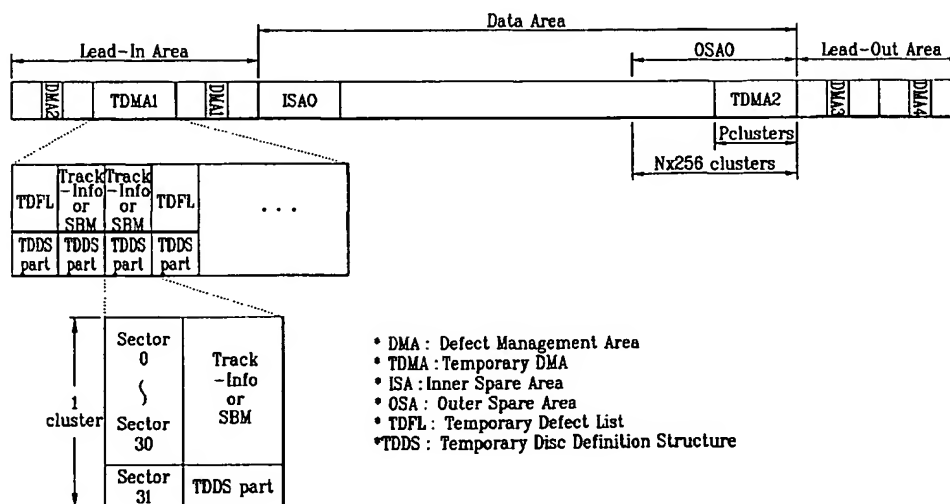 Data Area
Lead-In Area
OSA0
Lead-Out Area
DMA2
TDMA1
DMA1
ISA0
TDMA2
DMA3
DMA4
Pclusters
Nx256 clusters
TDFL
Track
-Info
or
SBM
Track
-Info
or
SBM
TDFL
. . .
TDDS
part
TDDS
part
TDDS
part
TDDS
part
1
cluster
Sector
0
Sector
30
Track
-Info
or
SBM
Sector
31
TDDS part
* DMA : Defect Management Area
* TDMA : Temporary DMA
* ISA : Inner Spare Area
* OSA : Outer Spare Area
* TDFL : Temporary Defect List
*TDDS : Temporary Disc Definition Structure